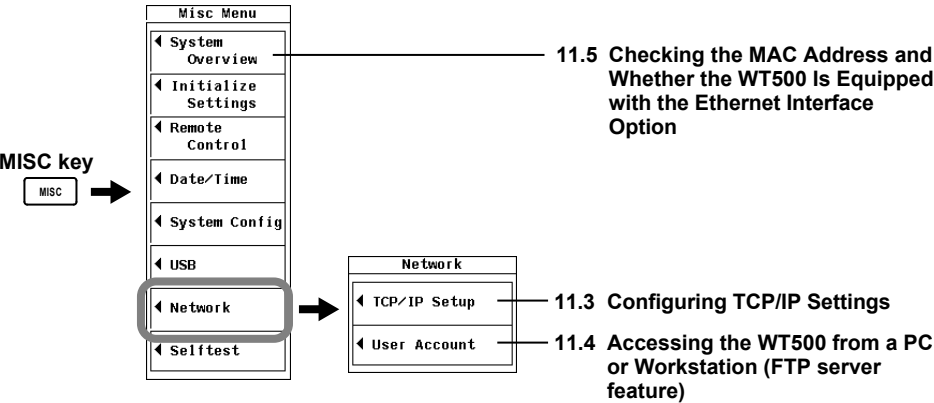 Misc Menu
System
Overview
Initialize
Settings
Remote
Control
Date/Time
System Config
USB
Network
Selftest
MISC key
MISC
Network
TCP/IP Setup
User Account
11.5 Checking the MAC Address and
Whether the WT500 Is Equipped
with the Ethernet Interface
Option
11.3 Configuring TCP/IP Settings
11.4 Accessing the WT500 from a PC
or Workstation (FTP server
feature)